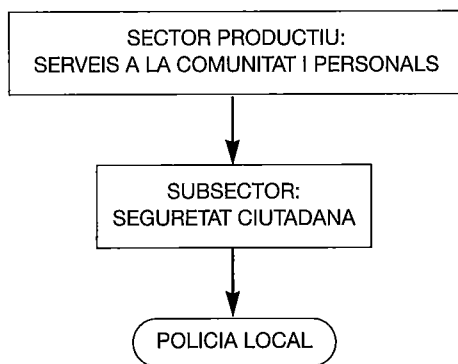 SECTOR PRODUCTIU:
SERVEIS A LA COMUNITAT I PERSONALS
SUBSECTOR:
SEGURETAT CIUTADANA
POLICIA LOCAL